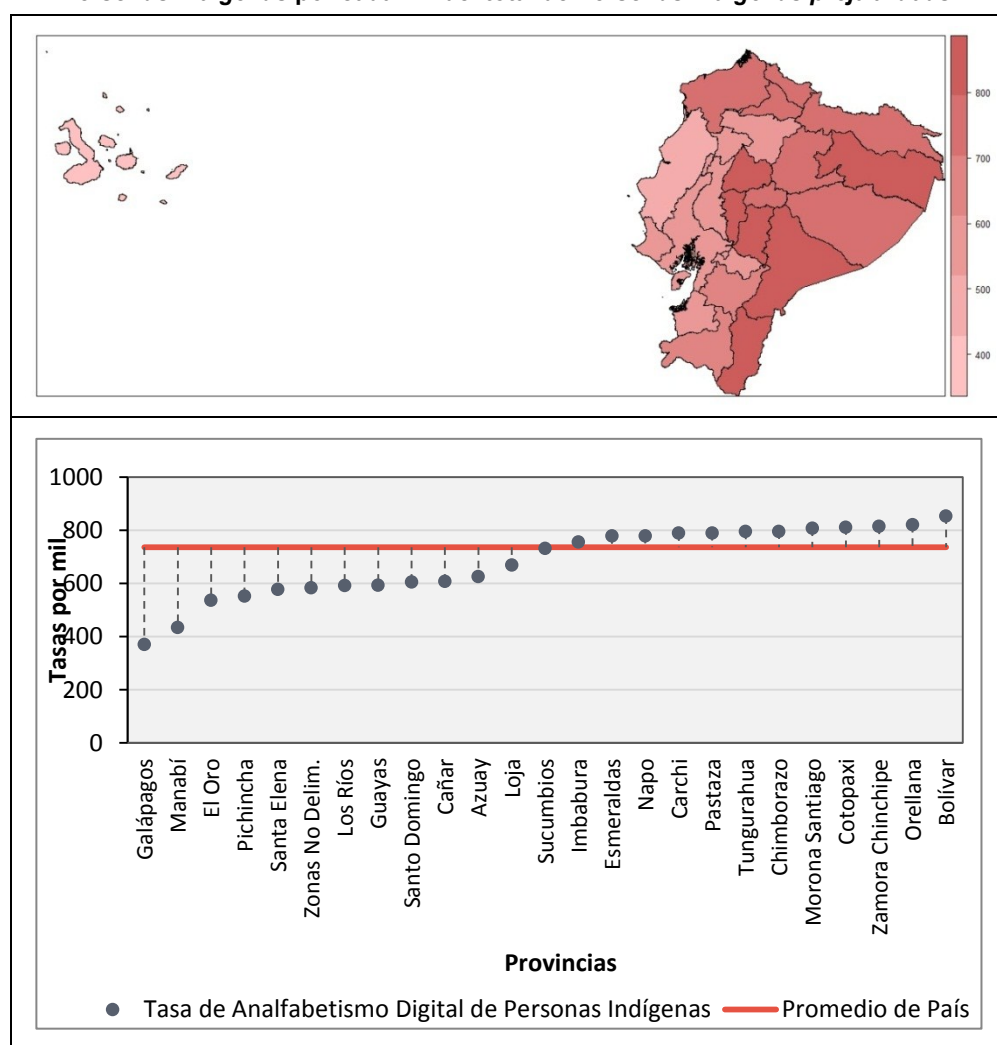 800
700
600
500
400
1000
800
600
400
200
0
Tasas por mil
Galápagos
Manabí
El Oro
Pichincha
Santa Elena
Zonas No Delim.
Los Ríos
Guayas
Santo Domingo
Cañar
Azuay
Loja
Sucumbios
Imbabura
Esmeraldas
Napo
Carchi
Pastaza
Tungurahua
Chimborazo
Morona Santiago
Cotopaxi
Zamora Chinchipe
Orellana
Bolívar
Provincias
Tasa de Analfabetismo Digital de Personas Indígenas
Promedio de País